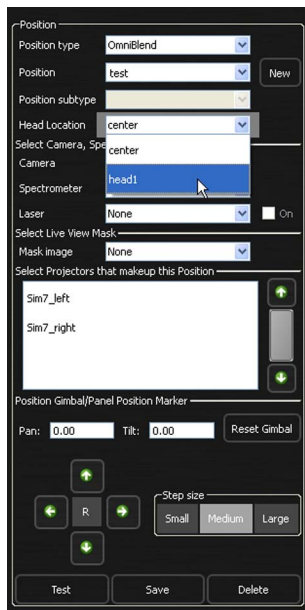 Position
Position type OmniBlend
Position test New
Position subtype
Head Location center
center
Select Camera, Spe
Camera
head1
Spectrometer
Laser None On
Select Live View Mask
Mask image None
Select Projectors that makeup this Position
Sim7_left
Sim7_right
Position Gimbal/Panel Position Marker
Pan: 0.00 Tilt: 0.00 Reset Gimbal
Step size
R Small Medium Large
Test Save Delete